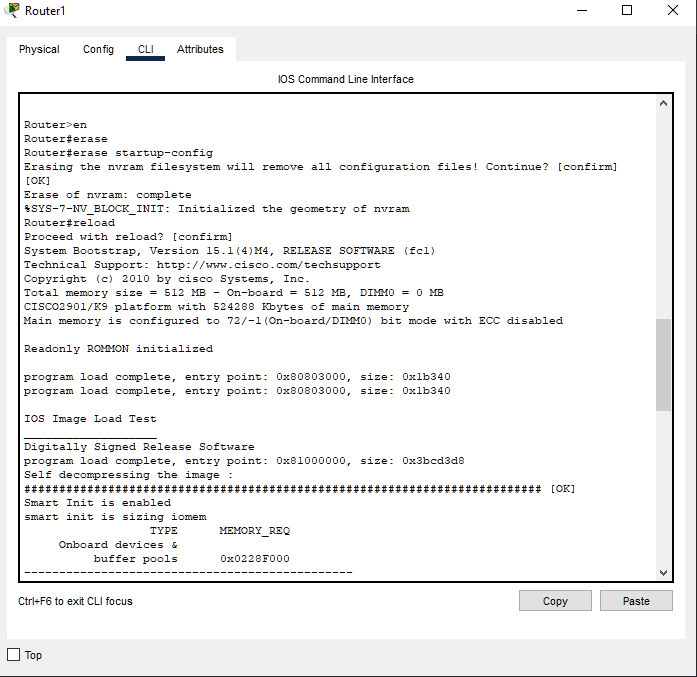 Router1
Physical Config CLI Attributes
IOS Command Line Interface
Router>en
Router#erase
Router#erase startup-config
Erasing the nvram filesystem will remove all configuration files! Continue? [confirm]
[OK]
Erase of nvram: complete
%SYS-7-NV_BLOCK_INIT: Initialized the geometry of nvram
Router#reload
Proceed with reload? [confirm]
System Bootstrap, Version 15.1(4)M4, RELEASE SOFTWARE (fc1)
Technical Support: http://www.cisco.com/techsupport
Copyright (c) 2010 by cisco Systems, Inc.
Total memory size = 512 MB - On-board = 512 MB, DIMM0 = 0 MB
CISCO2901/K9 platform with 524288 Kbytes of main memory
Main memory is configured to 72/-1(On-board/DIMM0) bit mode with ECC disabled
Readonly ROMMON initialized
program load complete, entry point: 0x80803000, size: 0x1b340
program load complete, entry point: 0x80803000, size: 0x1b340
IOS Image Load Test
___________________
Digitally Signed Release Software
program load complete, entry point: 0x81000000, size: 0x3bcd3d8
Self decompressing the image :
########################################################################## [OK]
Smart Init is enabled
smart init is sizing iomem
TYPE MEMORY_REQ
Onboard devices &
buffer pools 0x0228F000
-----------------------------------------------
Ctrl+F6 to exit CLI focus
Copy Paste
Top